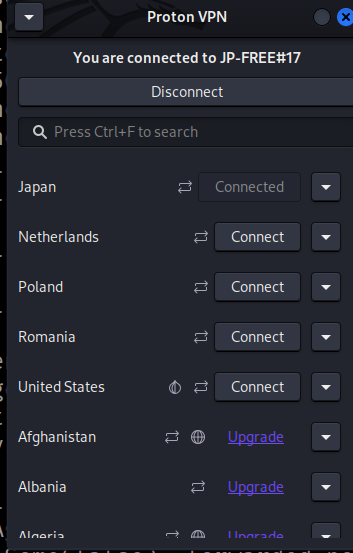 Proton VPN
You are connected to JP-FREE#17
Disconnect
Press Ctrl+F to search
Japan Connected
Netherlands Connect
Poland Connect
Romania Connect
United States Connect
Afghanistan Upgrade
Albania Upgrade
Algeria Upgrade